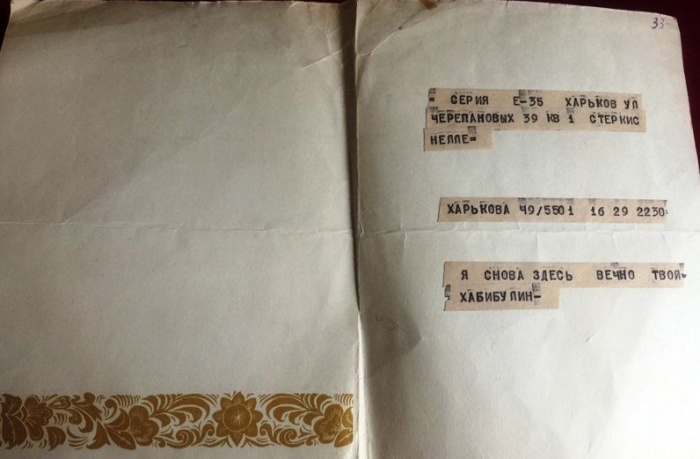 33-
= СЕРИЯ Е-35 ХАРЬКОВ УЛ
ЧЕРЕПАНОВЫХ 39 КВ 1 СТЕРКИС
НЕЛЛЕ=
ХАРЬКОВА 49/5501 16 29 2230=
Я СНОВА ЗДЕСЬ ВЕЧНО ТВОЙ=
ХАБИБУЛИН-